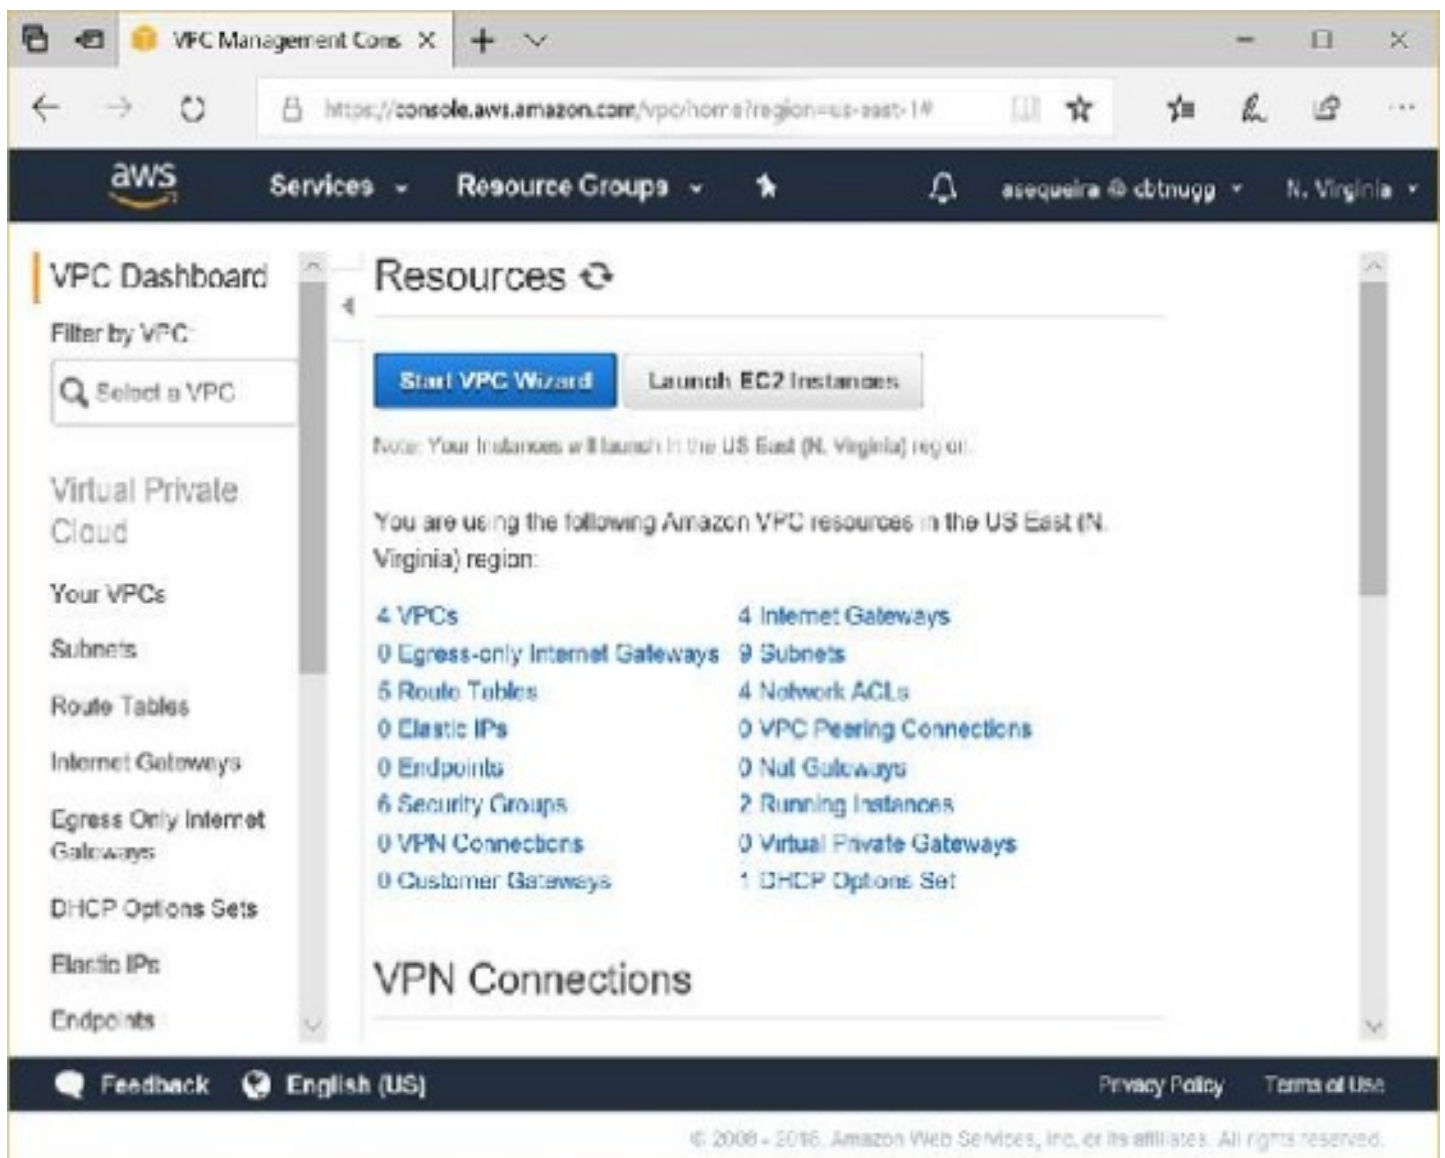 VPC Management Cons
https://console.aws.amazon.com/vpc/home?region=us-east-1#
aws
Services
Resource Groups
asequeira @ cbtnugg
N. Virginia
VPC Dashboard
Filter by VPC:
Select a VPC
Virtual Private
Cloud
Your VPCs
Subnets
Route Tables
Internet Gateways
Egress Only Internet
Gateways
DHCP Options Sets
Elastic IPs
Endpoints
Resources
Start VPC Wizard
Launch EC2 Instances
Note: Your Instances will launch in the US East (N. Virginia) region.
You are using the following Amazon VPC resources in the US East (N.
Virginia) region:
4 VPCs
4 Internet Gateways
0 Egress-only Internet Gateways
9 Subnets
5 Route Tables
4 Network ACLs
0 Elastic IPs
0 VPC Peering Connections
0 Endpoints
0 Nat Gateways
6 Security Groups
2 Running Instances
0 VPN Connections
0 Virtual Private Gateways
0 Customer Gateways
1 DHCP Options Set
VPN Connections
Feedback
English (US)
Privacy Policy
Terms of Use
© 2008 - 2018, Amazon Web Services, Inc. or its affiliates. All rights reserved.